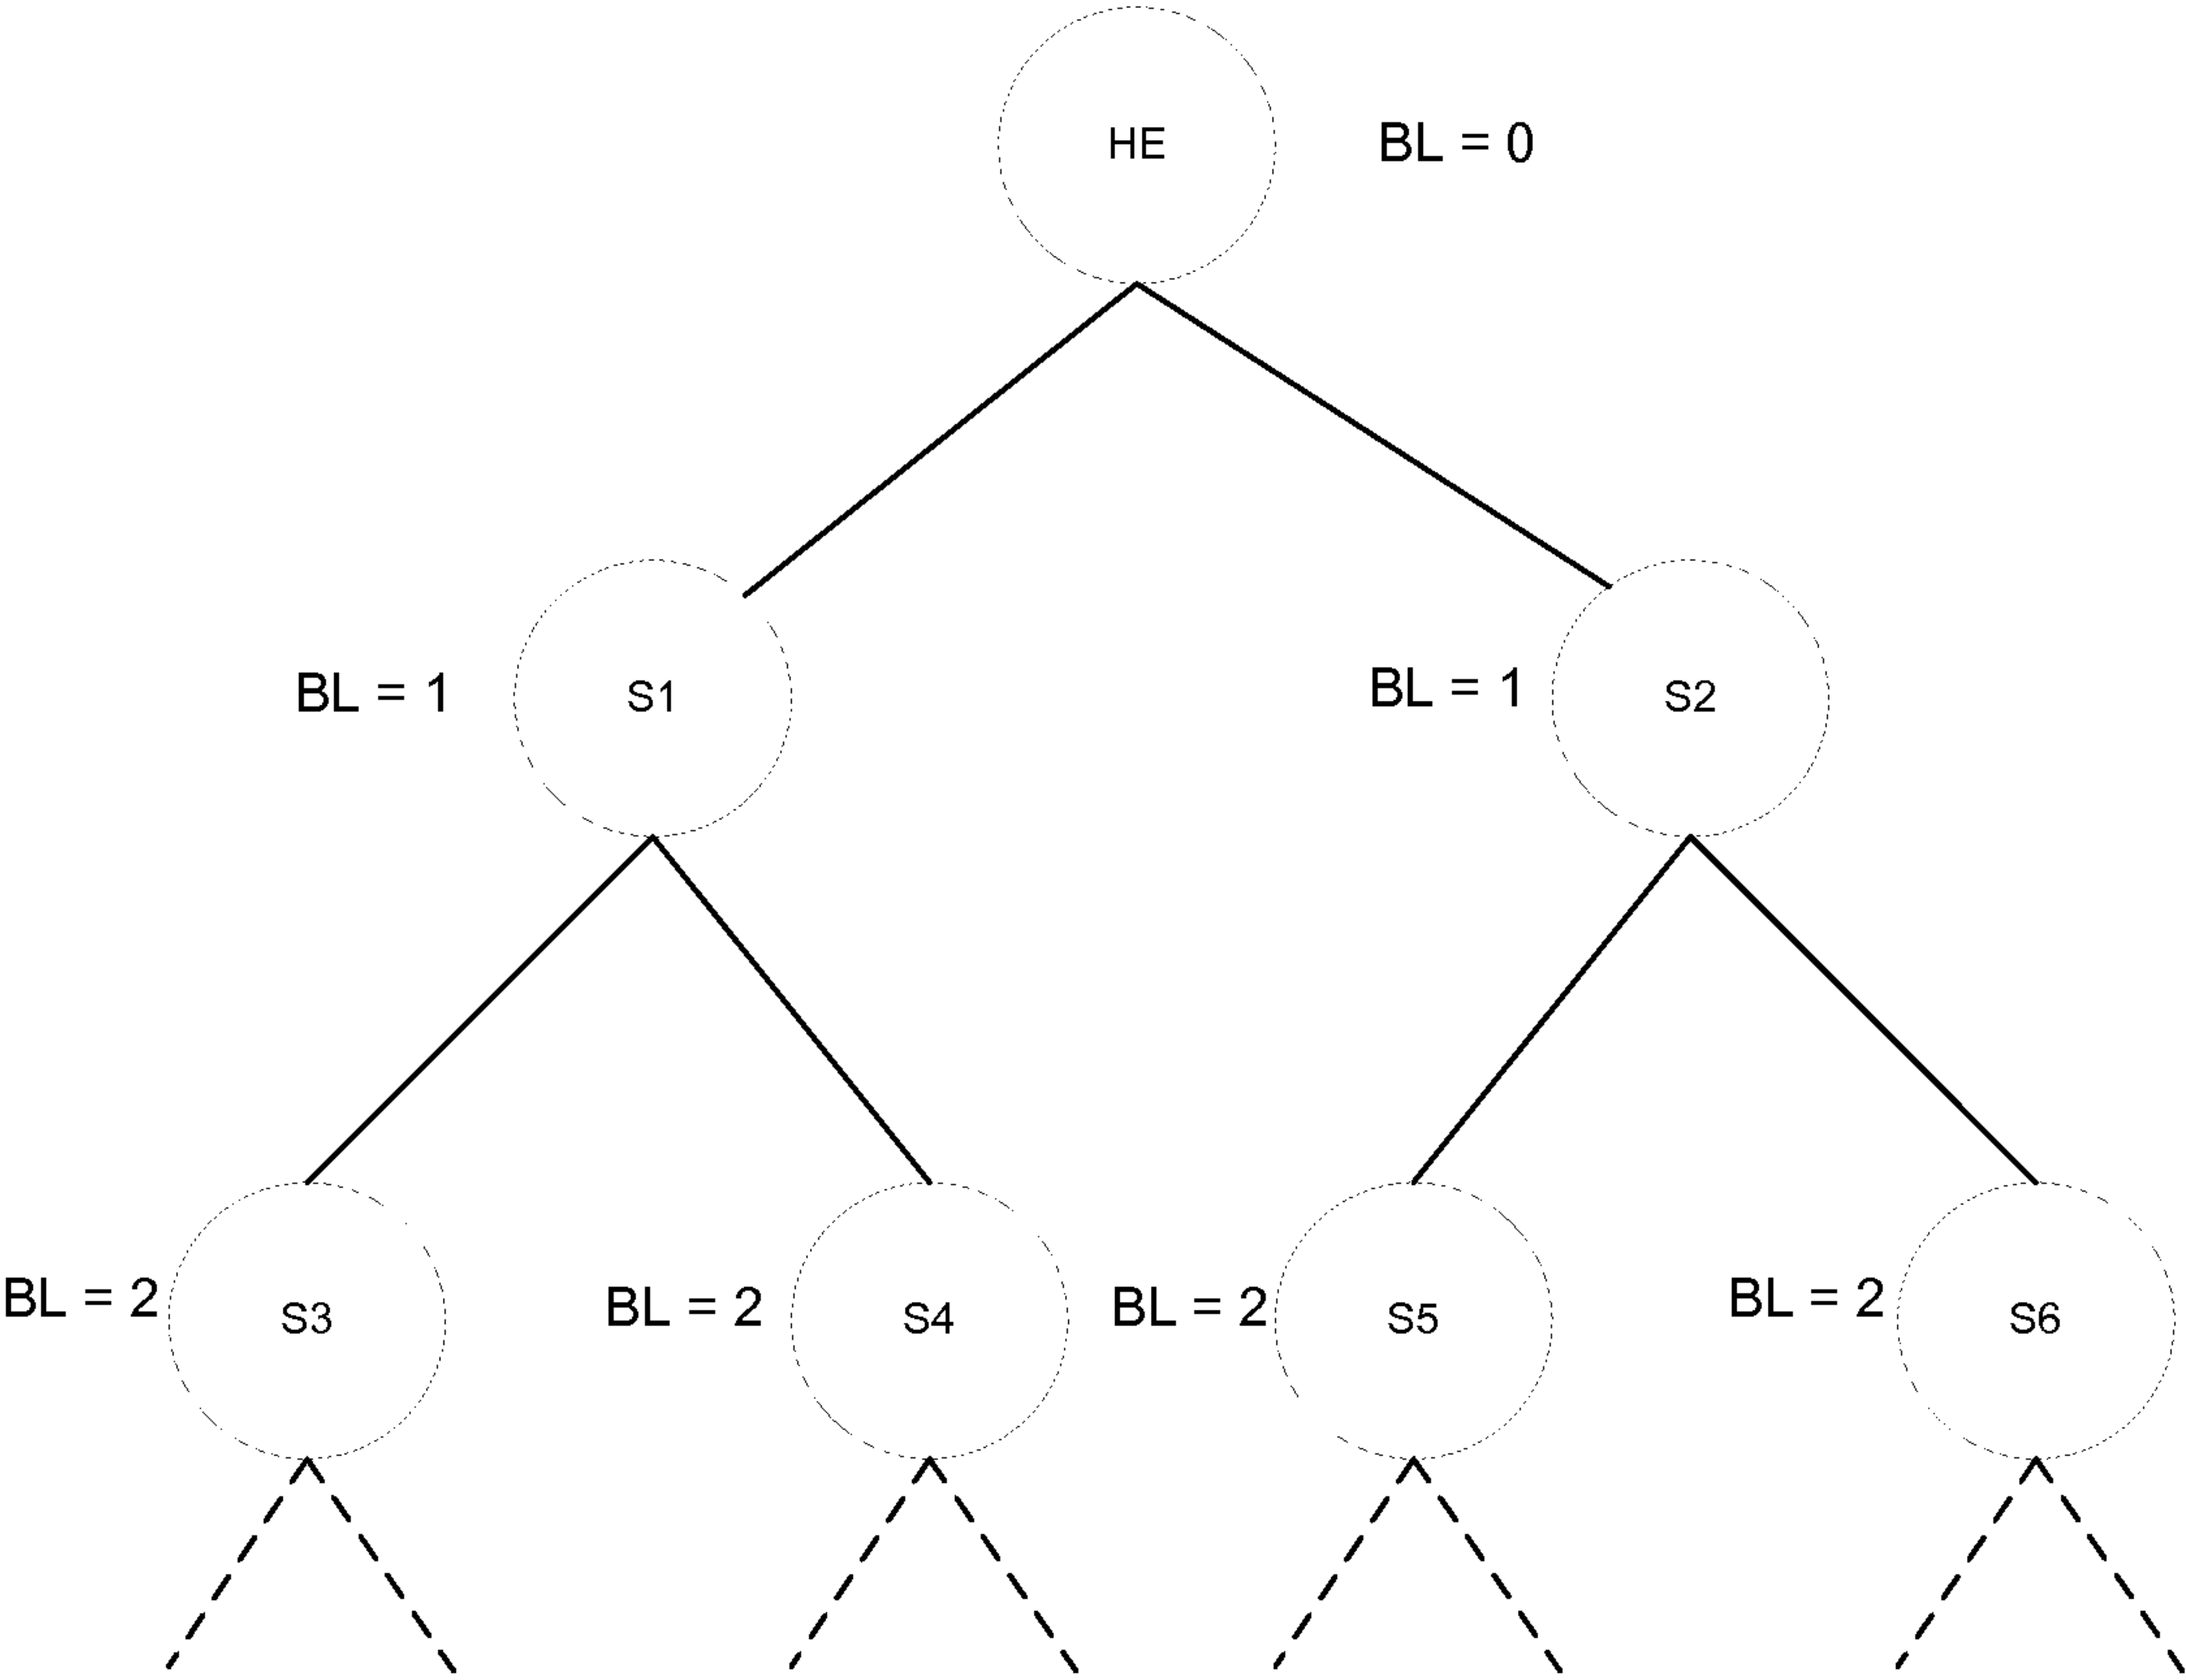 HE
BL = 0
BL = 1
S1
BL = 1
S2
BL = 2
S3
BL = 2
S4
BL = 2
S5
BL = 2
S6